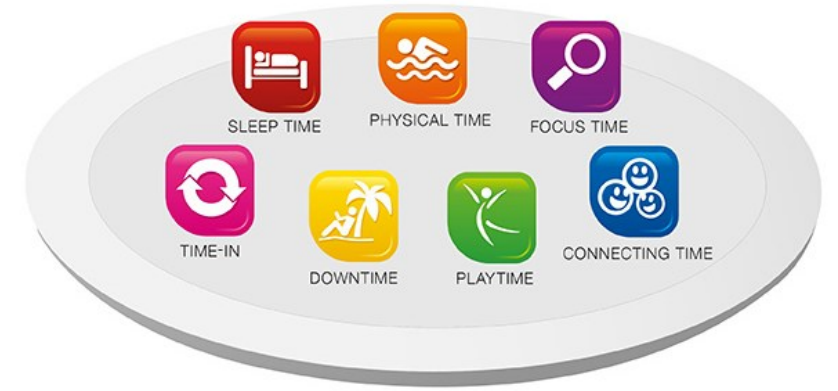 SLEEP TIME
PHYSICAL TIME
FOCUS TIME
TIME-IN
DOWNTIME
PLAYTIME
CONNECTING TIME